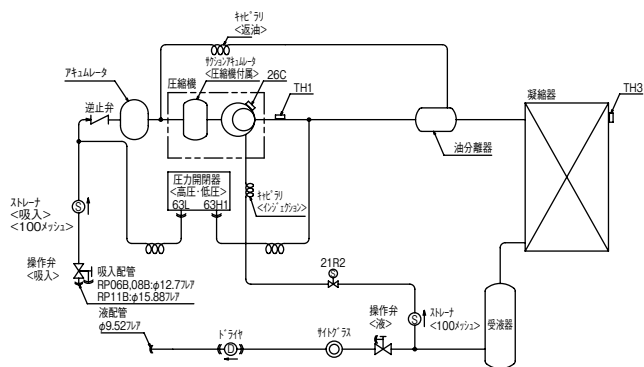 キャピラリ
<返油>
アキュムレータ
サクションアキュムレータ
<圧縮機付属>
圧縮機
26C
TH1
凝縮器
TH3
逆止弁
油分離器
圧力開閉器
<高圧・低圧>
63L 63H1
キャピラリ
<インジェクション>
ストレーナ
<吸入>
<100メッシュ>
S
操作弁
<吸入>
吸入配管
RP06B,08B:φ12.7フレア
RP11B:φ15.88フレア
液配管
φ9.52フレア
21R2
S
操作弁
<液>
S
ストレーナ
<100メッシュ>
受液器
ドライヤ
D
サイトグラス